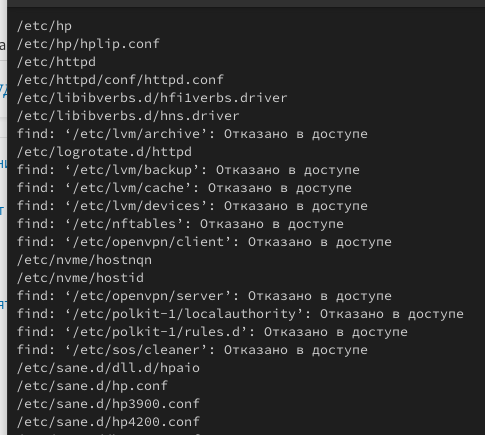 /etc/hp
/etc/hp/hplip.conf
/etc/httpd
/etc/httpd/conf/httpd.conf
/etc/libibverbs.d/hfi1verbs.driver
/etc/libibverbs.d/hns.driver
find: ‘/etc/lvm/archive’: Отказано в доступе
/etc/logrotate.d/httpd
find: ‘/etc/lvm/backup’: Отказано в доступе
find: ‘/etc/lvm/cache’: Отказано в доступе
find: ‘/etc/lvm/devices’: Отказано в доступе
find: ‘/etc/nftables’: Отказано в доступе
find: ‘/etc/openvpn/client’: Отказано в доступе
/etc/nvme/hostnqn
/etc/nvme/hostid
find: ‘/etc/openvpn/server’: Отказано в доступе
find: ‘/etc/polkit-1/localauthority’: Отказано в доступе
find: ‘/etc/polkit-1/rules.d’: Отказано в доступе
find: ‘/etc/sos/cleaner’: Отказано в доступе
/etc/sane.d/dll.d/hpaio
/etc/sane.d/hp.conf
/etc/sane.d/hp3900.conf
/etc/sane.d/hp4200.conf